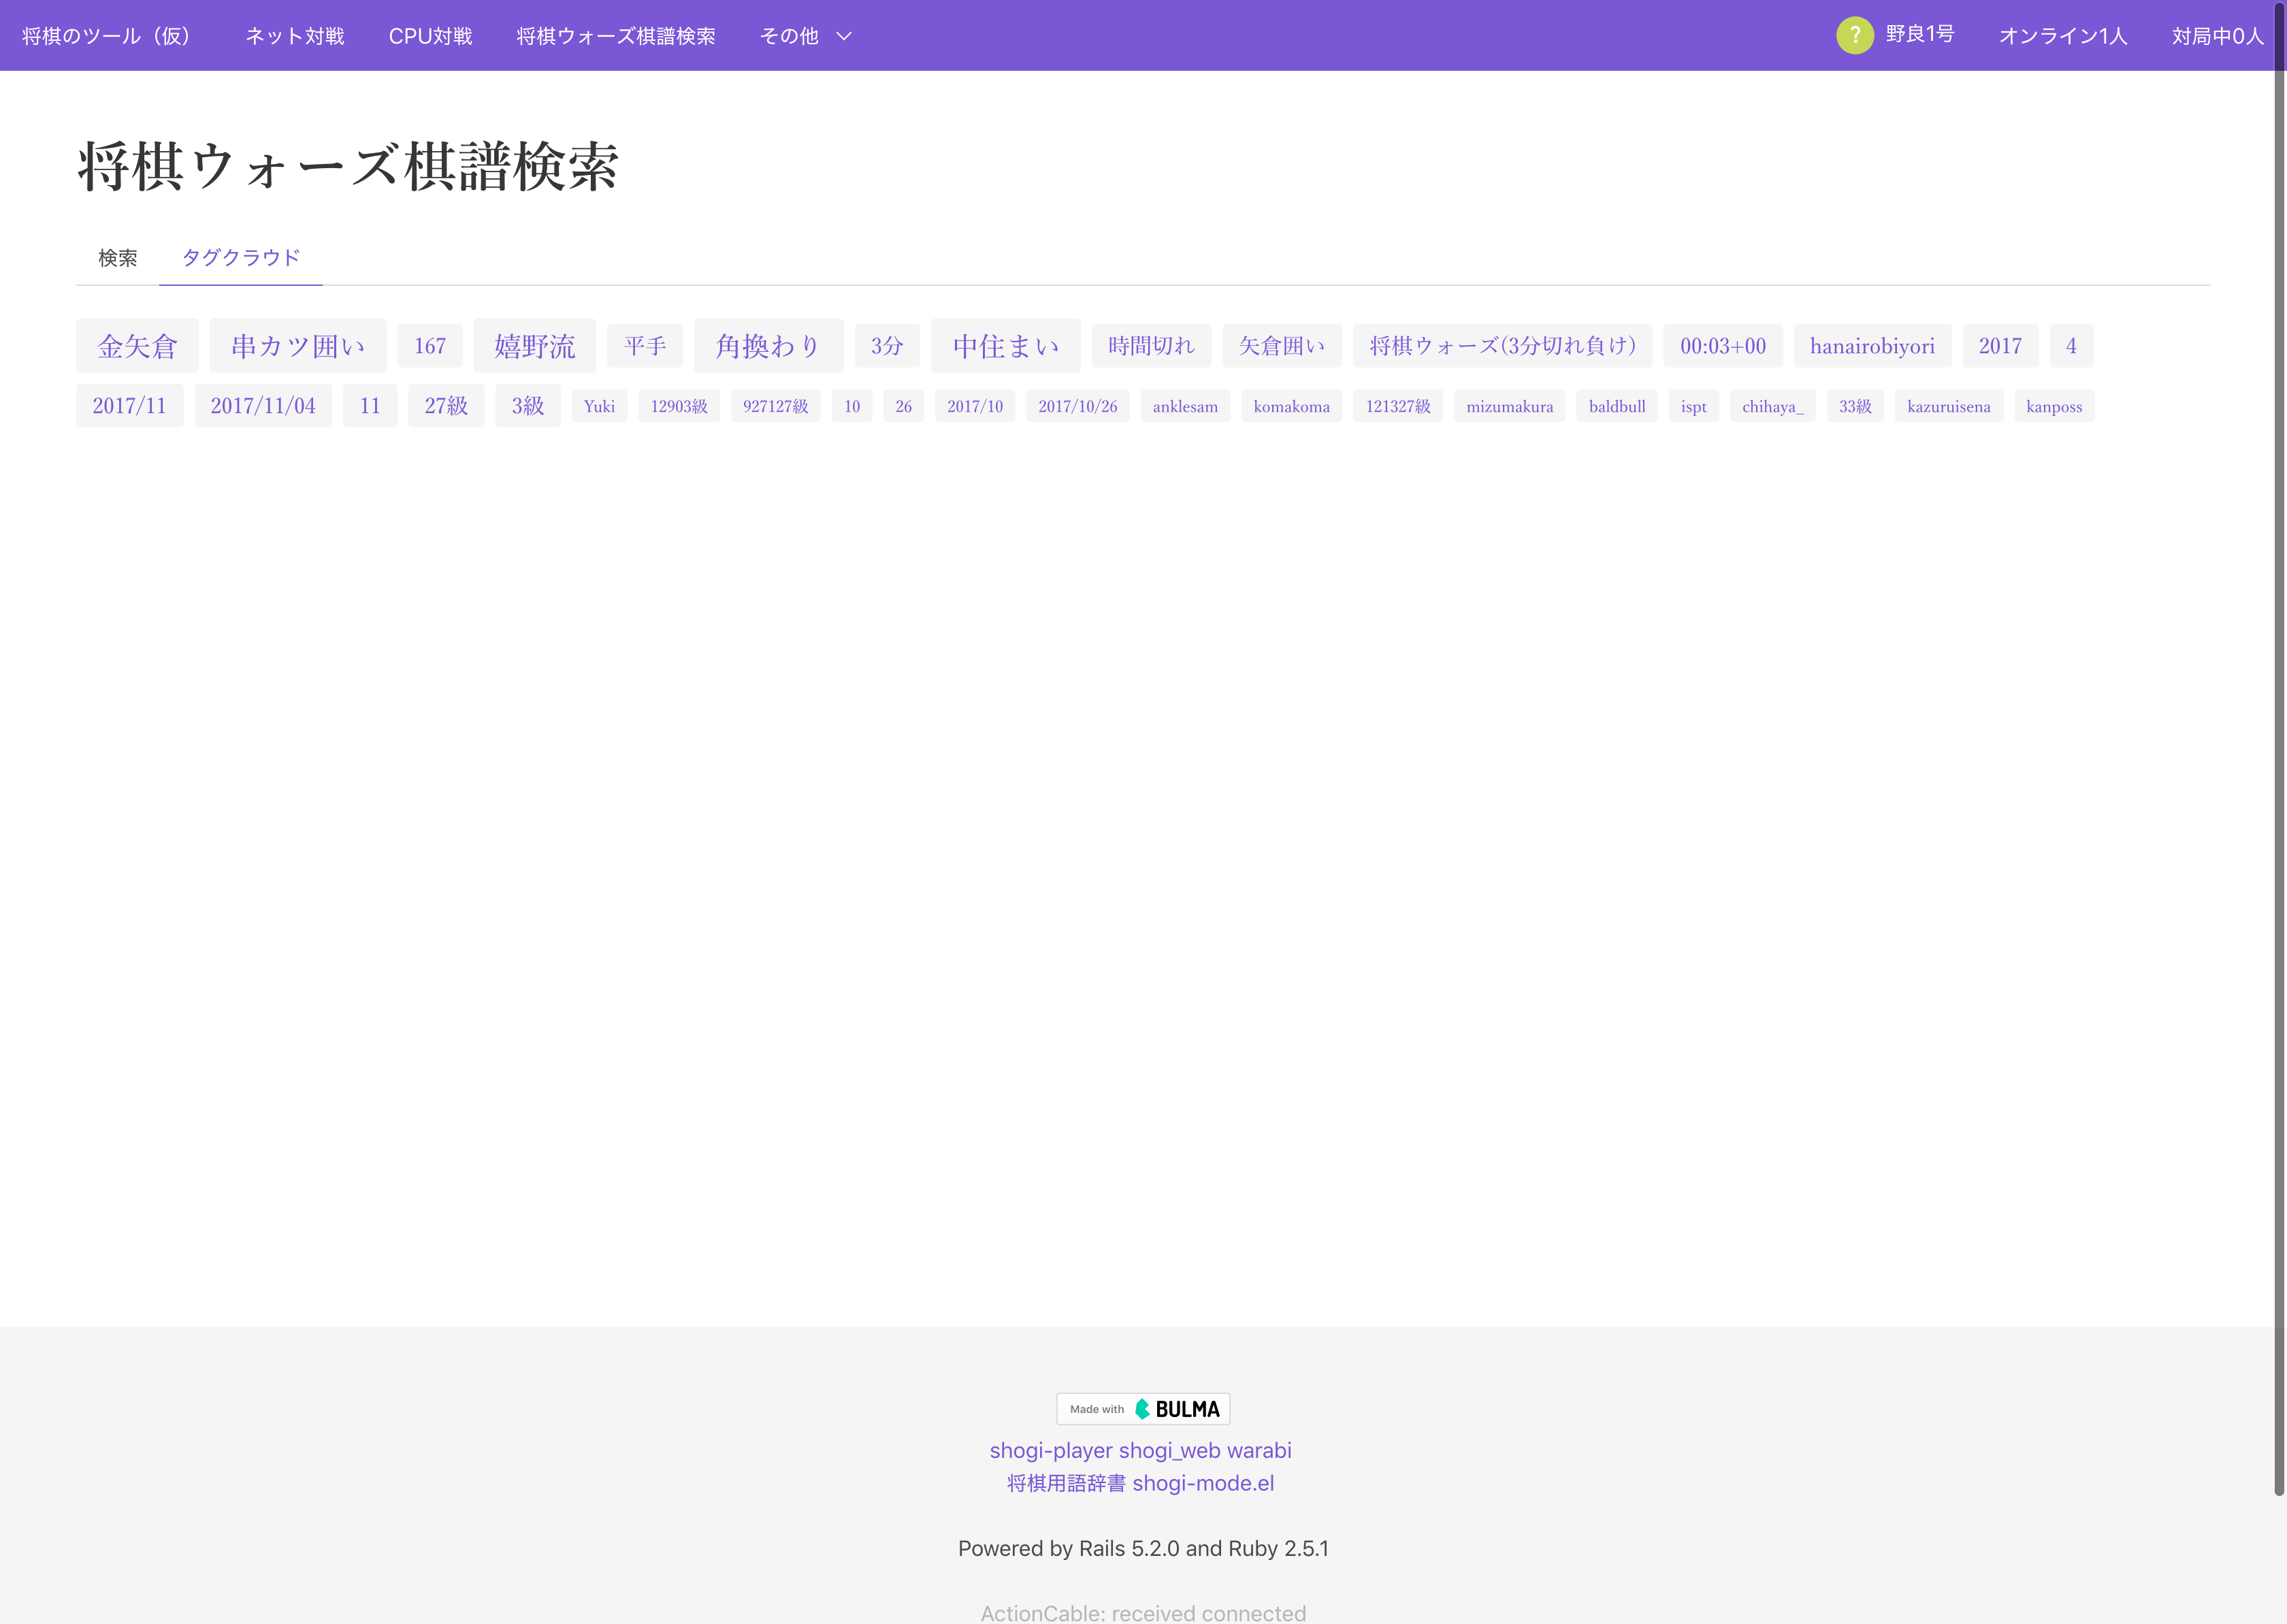 将棋のツール（仮） ネット対戦 CPU対戦 将棋ウォーズ棋譜検索 その他 ? 野良1号 オンライン1人 対局中0人
将棋ウォーズ棋譜検索
検索 タグクラウド
金矢倉 串カツ囲い 167 嬉野流 平手 角換わり 3分 中住まい 時間切れ 矢倉囲い 将棋ウォーズ(3分切れ負け) 00:03+00 hanairobiyori 2017 4
2017/11 2017/11/04 11 27級 3級 Yuki 12903級 927127級 10 26 2017/10 2017/10/26 anklesam komakoma 121327級 mizumakura baldbull ispt chihaya_ 33級 kazuruisena kanposs
Made with BULMA
shogi-player shogi_web warabi
将棋用語辞書 shogi-mode.el
Powered by Rails 5.2.0 and Ruby 2.5.1
ActionCable: received connected